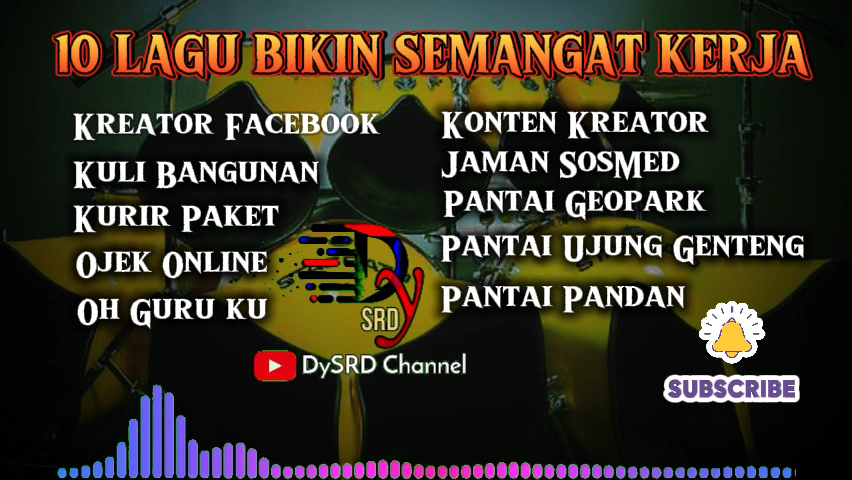 10 LAGU BIKIN SEMANGAT KERJA
KREATOR FACEBOOK
KULI BANGUNAN
KURIR PAKET
OJEK ONLINE
OH GURU KU
KONTEN KREATOR
JAMAN SOSMED
PANTAI GEOPARK
PANTAI UJUNG GENTENG
PANTAI PANDAN
Dy
SRD
DySRD Channel
SUBSCRIBE